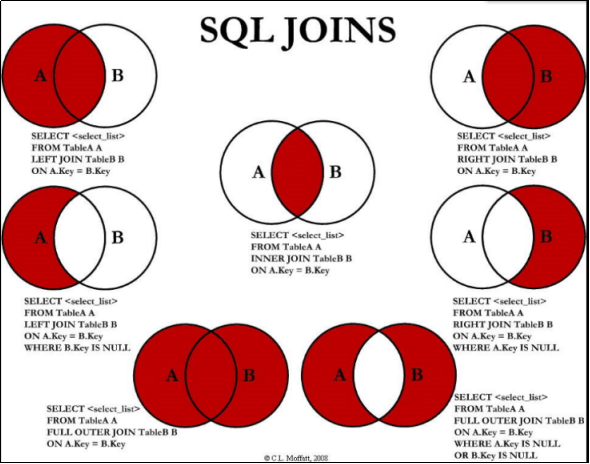 SQL JOINS
A B
SELECT <select_list>
FROM TableA A
LEFT JOIN TableB B
ON A.Key = B.Key
A B
SELECT <select_list>
FROM TableA A
RIGHT JOIN TableB B
ON A.Key = B.Key
A B
SELECT <select_list>
FROM TableA A
INNER JOIN TableB B
ON A.Key = B.Key
A B
SELECT <select_list>
FROM TableA A
LEFT JOIN TableB B
ON A.Key = B.Key
WHERE B.Key IS NULL
A B
SELECT <select_list>
FROM TableA A
RIGHT JOIN TableB B
ON A.Key = B.Key
WHERE A.Key IS NULL
A B
SELECT <select_list>
FROM TableA A
FULL OUTER JOIN TableB B
ON A.Key = B.Key
A B
SELECT <select_list>
FROM TableA A
FULL OUTER JOIN TableB B
ON A.Key = B.Key
WHERE A.Key IS NULL
OR B.Key IS NULL
© C.L. Moffatt, 2008